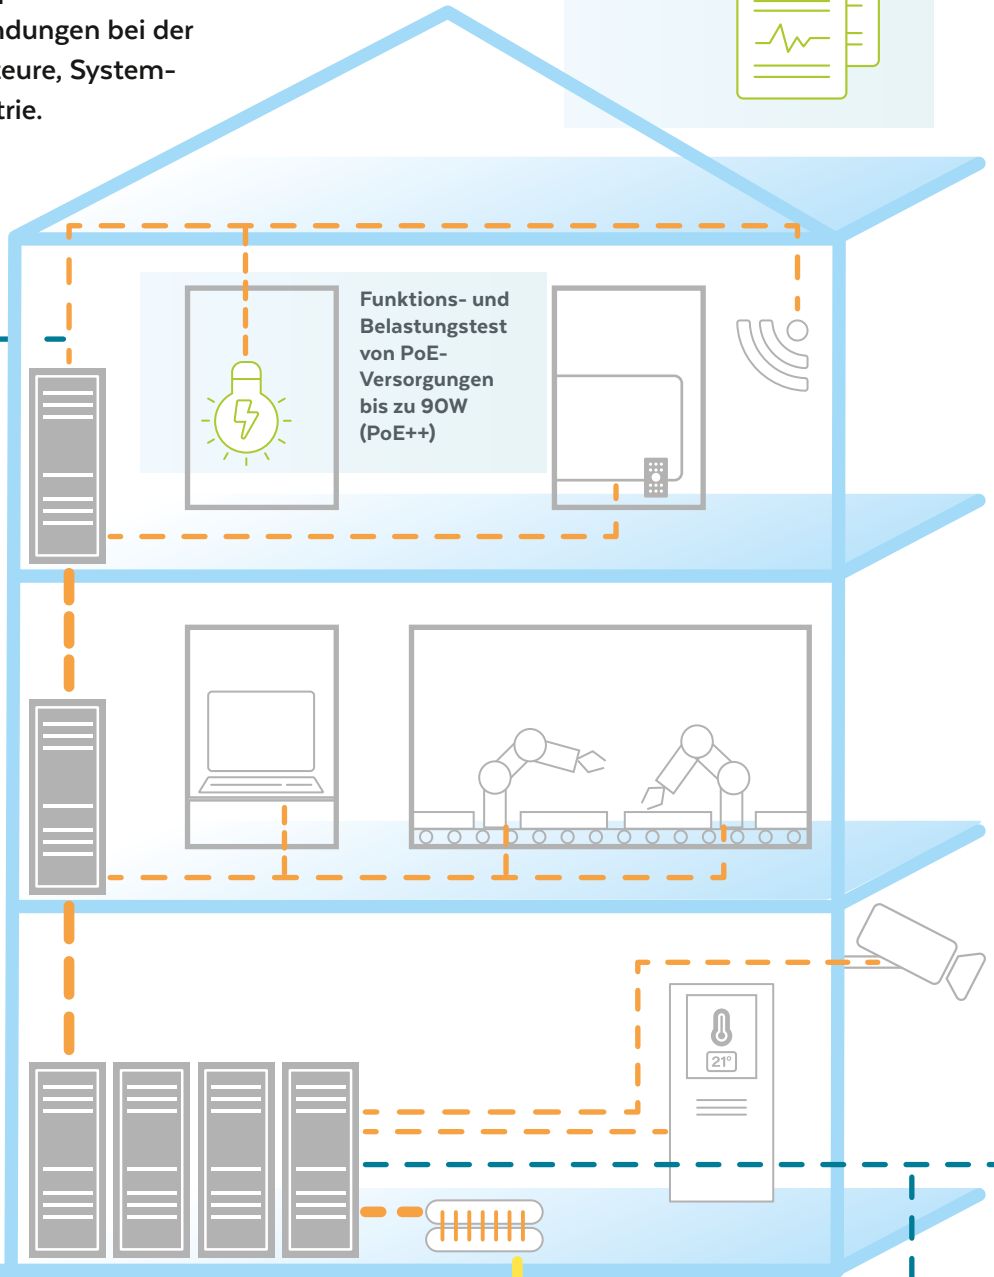 ndungen bei der
teure, System-
trie.
Funktions- und
Belastungstest
von PoE-
Versorgungen
bis zu 90W
(PoE++)
21°